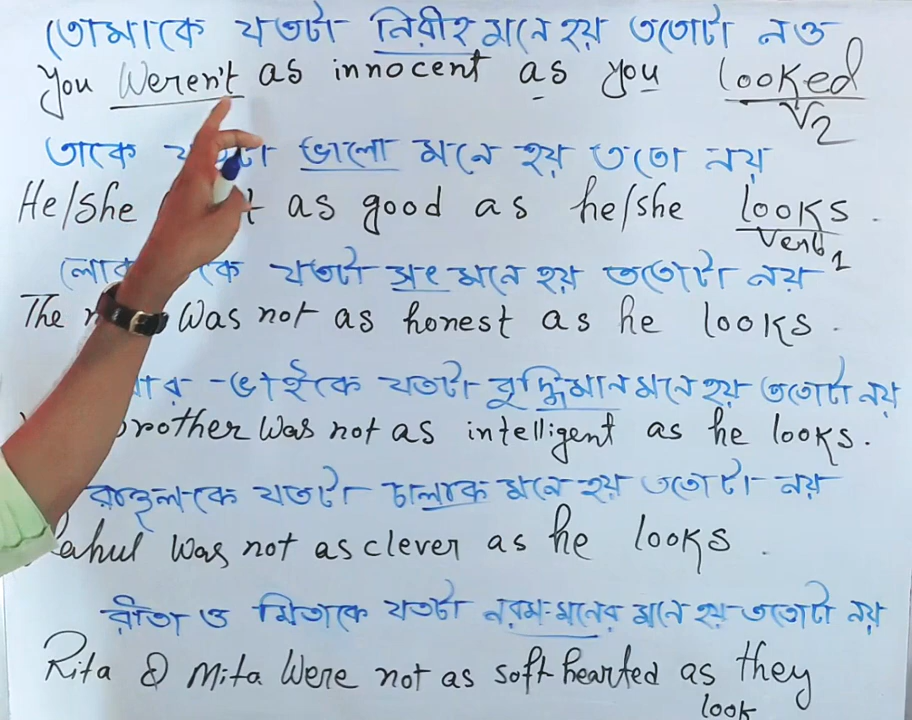 তোমাকে যতটা নিরীহ মনে হয় ততোটা নও
You Weren't as innocent as you looked
V2
তাকে যতটা ভালো মনে হয় ততো নয়
He/She as good as he/she looks.
Verb1
যতটা সৎ মনে হয় ততোটা নয়
The was not as honest as he looks.
ভাইকে যতটা বুদ্ধিমান মনে হয় ততোটা নয়
brother was not as intelligent as he looks.
রাহুলকে যতটা চালাক মনে হয় ততোটা নয়
Rahul was not as clever as he looks.
রীতা ও মিতাকে যতটা নরম-মনের মনে হয় ততোটা নয়
Rita & Mita were not as soft hearted as they
look